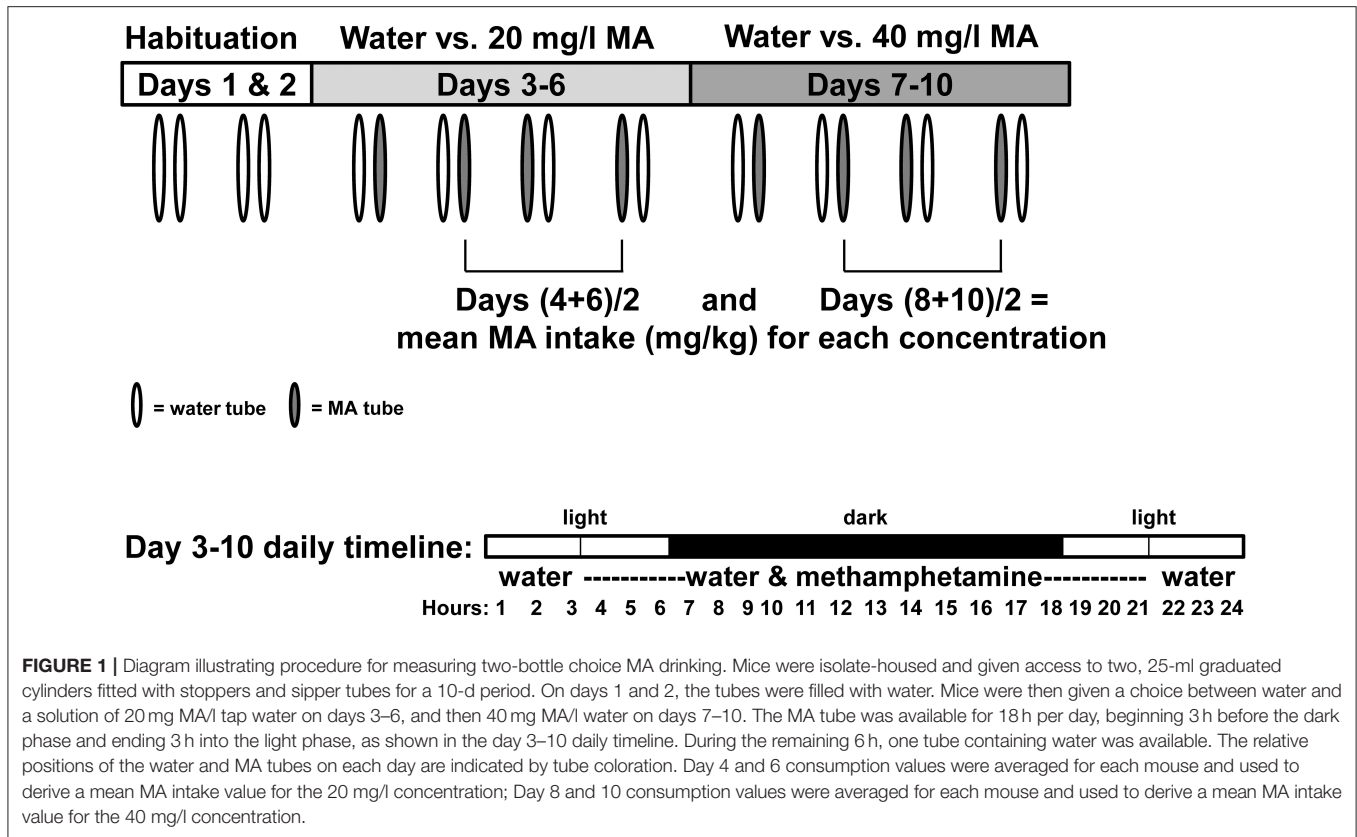 Habituation Water vs. 20 mg/l MA Water vs. 40 mg/l MA
Days 1 & 2 Days 3-6 Days 7-10
Days (4+6)/2 and Days (8+10)/2 =
mean MA intake (mg/kg) for each concentration
= water tube = MA tube
light dark light
Day 3-10 daily timeline:
water -----------water & methamphetamine----------- water
Hours: 1 2 3 4 5 6 7 8 9 10 11 12 13 14 15 16 17 18 19 20 21 22 23 24
FIGURE 1 | Diagram illustrating procedure for measuring two-bottle choice MA drinking. Mice were isolate-housed and given access to two, 25-ml graduated
cylinders fitted with stoppers and sipper tubes for a 10-d period. On days 1 and 2, the tubes were filled with water. Mice were then given a choice between water and
a solution of 20 mg MA/l tap water on days 3–6, and then 40 mg MA/l water on days 7–10. The MA tube was available for 18 h per day, beginning 3 h before the dark
phase and ending 3 h into the light phase, as shown in the day 3–10 daily timeline. During the remaining 6 h, one tube containing water was available. The relative
positions of the water and MA tubes on each day are indicated by tube coloration. Day 4 and 6 consumption values were averaged for each mouse and used to
derive a mean MA intake value for the 20 mg/l concentration; Day 8 and 10 consumption values were averaged for each mouse and used to derive a mean MA intake
value for the 40 mg/l concentration.